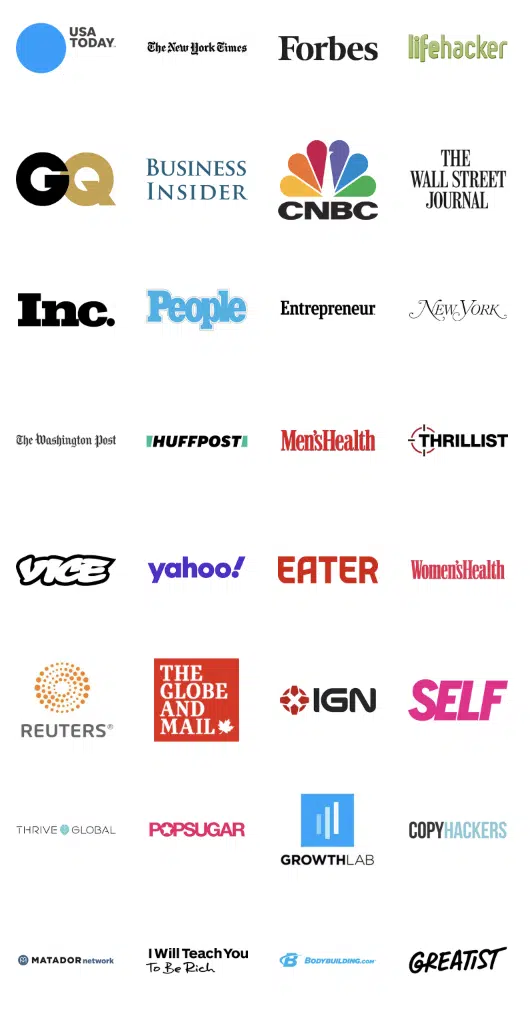 USA
TODAY.
The New York Times
Forbes
lifehacker
GQ
BUSINESS
INSIDER
CNBC
THE
WALL STREET
JOURNAL
Inc.
People
Entrepreneur
NEW YORK
The Washington Post
HUFFPOST
Men'sHealth
THRILLIST
VICE
yahoo!
EATER
Women'sHealth
REUTERS®
THE
GLOBE
AND
MAIL
IGN
SELF
THRIVE GLOBAL
POPSUGAR
GROWTHLAB
COPYHACKERS
MATADOR network
I Will Teach You
To Be Rich
B BODYBUILDING.com
GREATIST